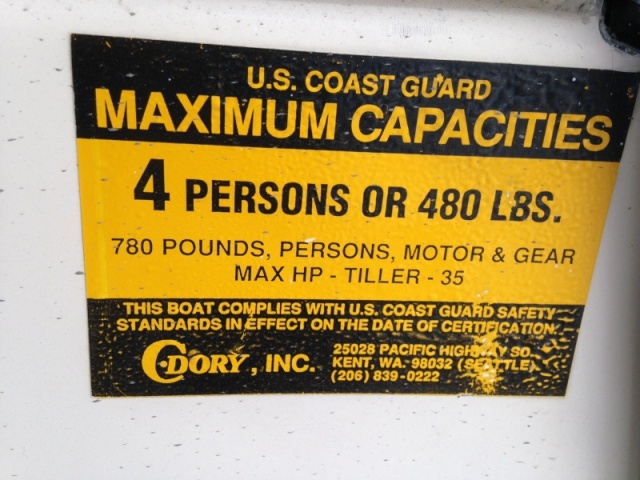 U.S. COAST GUARD
MAXIMUM CAPACITIES
4 PERSONS OR 480 LBS.
780 POUNDS, PERSONS, MOTOR & GEAR
MAX HP - TILLER - 35
THIS BOAT COMPLIES WITH U.S. COAST GUARD SAFETY
STANDARDS IN EFFECT ON THE DATE OF CERTIFICATION.
C-DORY, INC.
25028 PACIFIC HIGHWAY SO.
KENT, WA. 98032 (SEATTLE)
(206) 839-0222